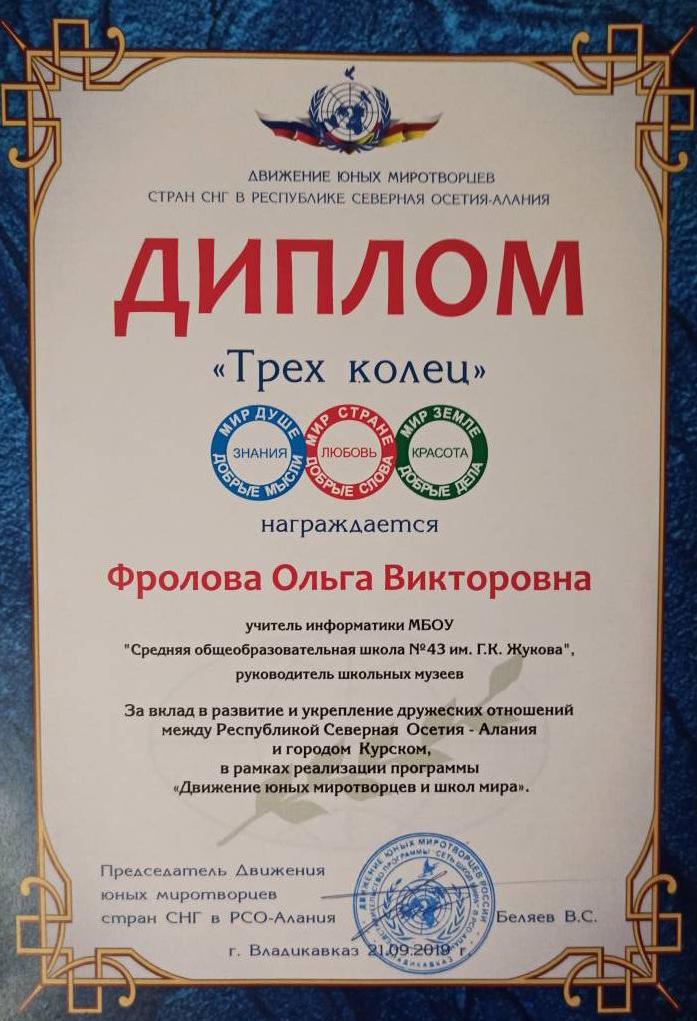 ДВИЖЕНИЕ ЮНЫХ МИРОТВОРЦЕВ
СТРАН СНГ В РЕСПУБЛИКЕ СЕВЕРНАЯ ОСЕТИЯ-АЛАНИЯ
ДИПЛОМ
«Трех колец»
МИР ДУШЕ
ЗНАНИЯ
ДОБРЫЕ МЫСЛИ
МИР СТРАНЕ
ЛЮБОВЬ
ДОБРЫЕ СЛОВА
МИР ЗЕМЛЕ
КРАСОТА
ДОБРЫЕ ДЕЛА
награждается
Фролова Ольга Викторовна
учитель информатики МБОУ
"Средняя общеобразовательная школа №43 им. Г.К. Жукова",
руководитель школьных музеев
За вклад в развитие и укрепление дружеских отношений
между Республикой Северная Осетия - Алания
и городом Курском,
в рамках реализации программы
«Движение юных миротворцев и школ мира».
Председатель Движения
юных миротворцев
стран СНГ в РСО-Алания
Беляев В.С.
г. Владикавказ 21.09.2019 г.
ДВИЖЕНИЕ ЮНЫХ МИРОТВОРЦЕВ РОССИИ